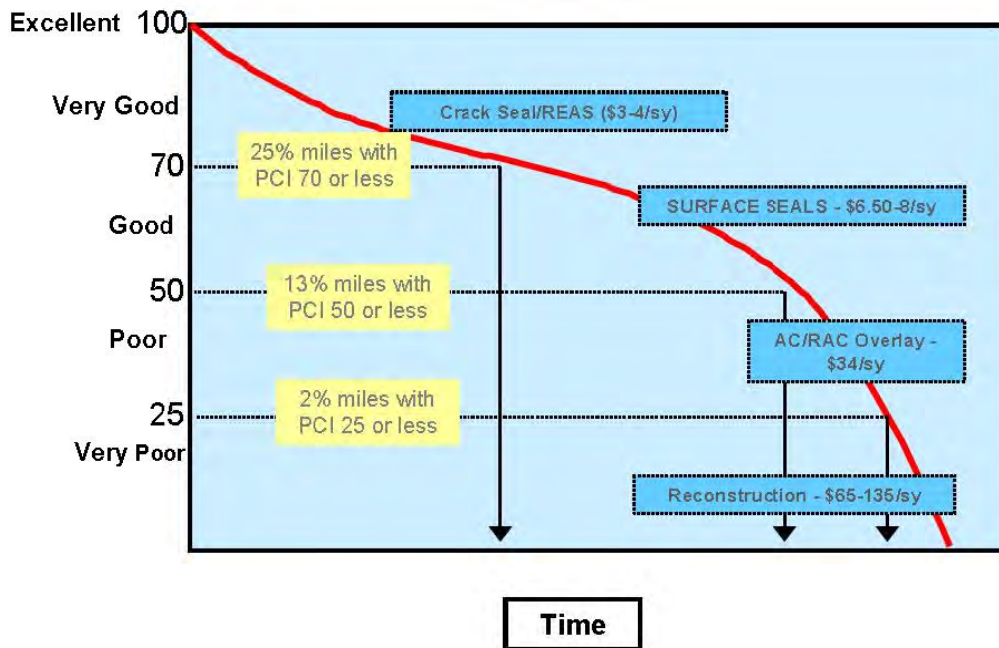 Excellent 100
Very Good
Crack Seal/REAS ($3-4/sy)
25% miles with
PCI 70 or less
70
SURFACE SEALS - $6.50-8/sy
Good
13% miles with
PCI 50 or less
50
Poor
AC/RAC Overlay -
$34/sy
2% miles with
PCI 25 or less
25
Very Poor
Reconstruction - $65-135/sy
Time